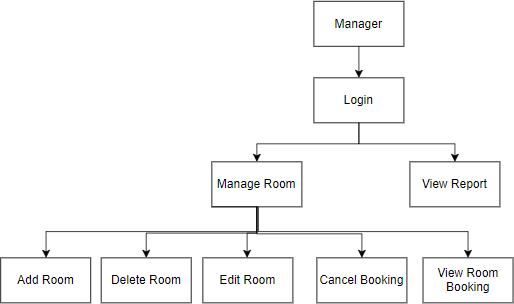 Manager
Login
Manage Room
View Report
Add Room
Delete Room
Edit Room
Cancel Booking
View Room
Booking